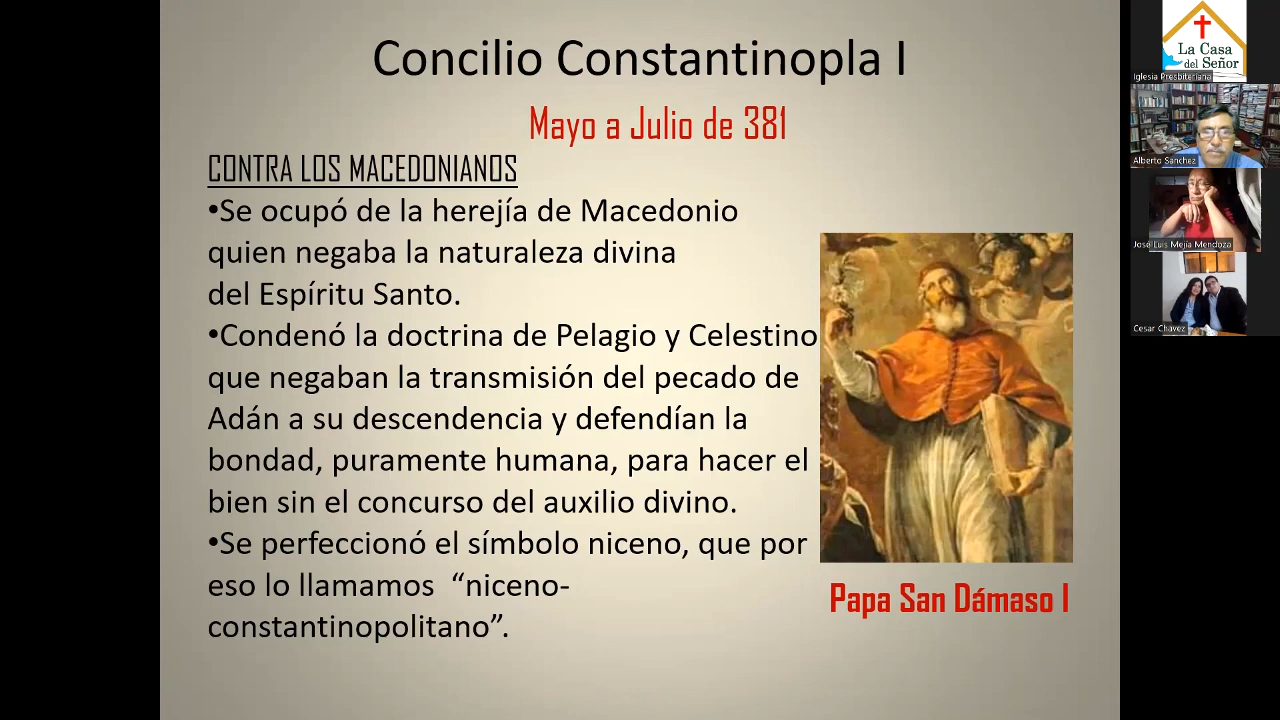 Concilio Constantinopla I
Mayo a Julio de 381
CONTRA LOS MACEDONIANOS
•Se ocupó de la herejía de Macedonio
quien negaba la naturaleza divina
del Espíritu Santo.
•Condenó la doctrina de Pelagio y Celestino
que negaban la transmisión del pecado de
Adán a su descendencia y defendían la
bondad, puramente humana, para hacer el
bien sin el concurso del auxilio divino.
•Se perfeccionó el símbolo niceno, que por
eso lo llamamos “niceno-
constantinopolitano”.
Papa San Dámaso I
La Casa
del Señor
Iglesia Presbiteriana
Alberto Sanchez
José Luis Mejía Mendoza
Cesar Chavez